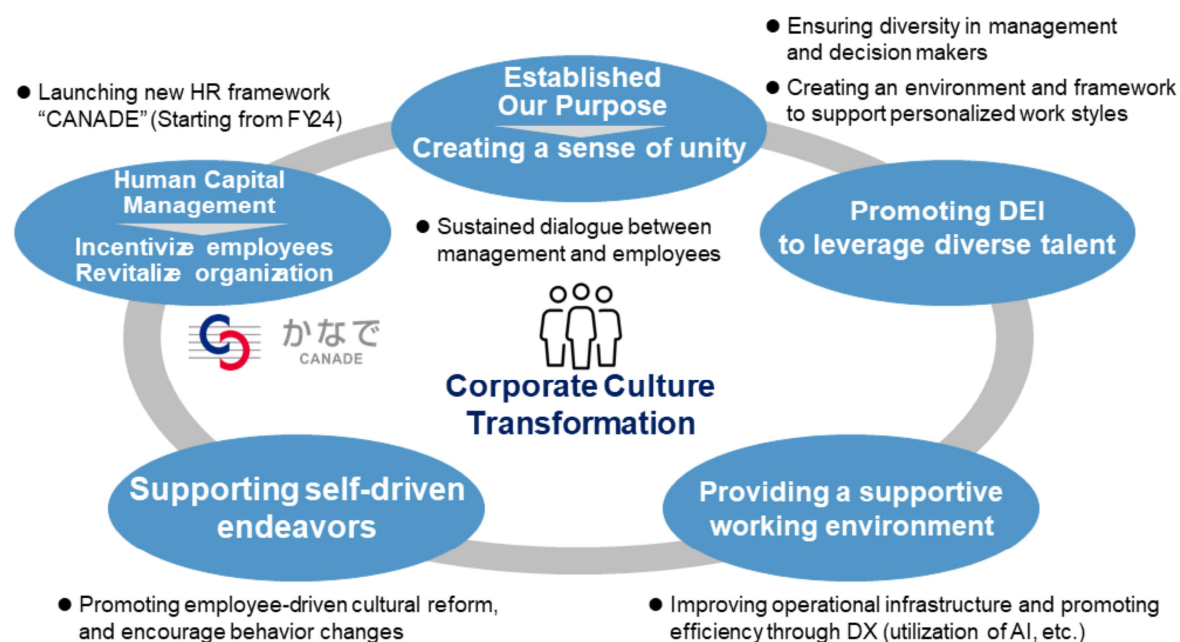 ● Ensuring diversity in management
and decision makers
● Creating an environment and framework
to support personalized work styles
● Launching new HR framework
“CANADE” (Starting from FY24)
Established
Our Purpose
Creating a sense of unity
Human Capital
Management
Incentivize employees
Revitalize organization
● Sustained dialogue between
management and employees
Promoting DEI
to leverage diverse talent
かなで
CANADE
Corporate Culture
Transformation
Supporting self-driven
endeavors
Providing a supportive
working environment
● Promoting employee-driven cultural reform,
and encourage behavior changes
● Improving operational infrastructure and promoting
efficiency through DX (utilization of AI, etc.)